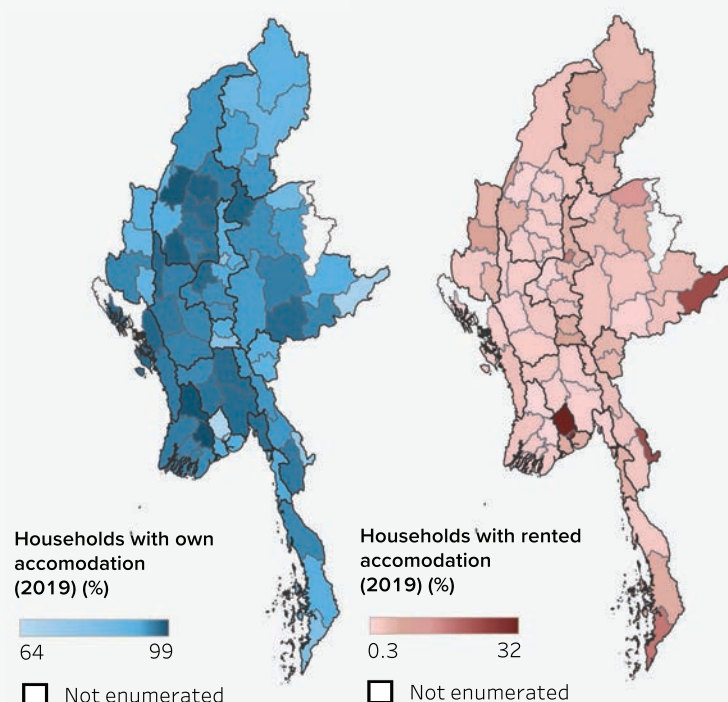 Households with own
accomodation
(2019) (%)
64 99
Not enumerated
Households with rented
accomodation
(2019) (%)
0.3 32
Not enumerated